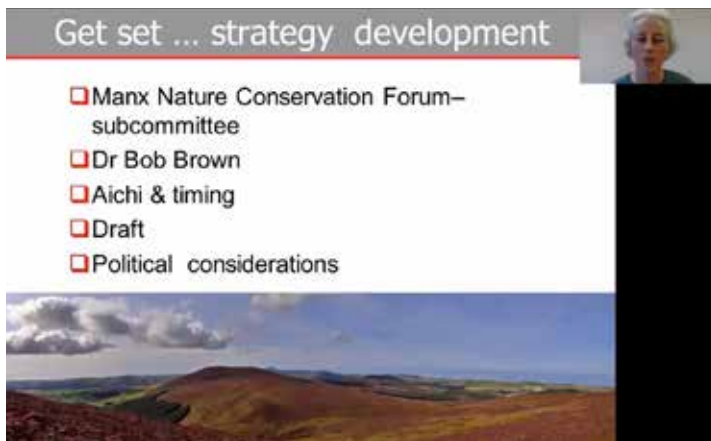 Get set ... strategy development
Manx Nature Conservation Forum–
subcommittee
Dr Bob Brown
Aichi & timing
Draft
Political considerations